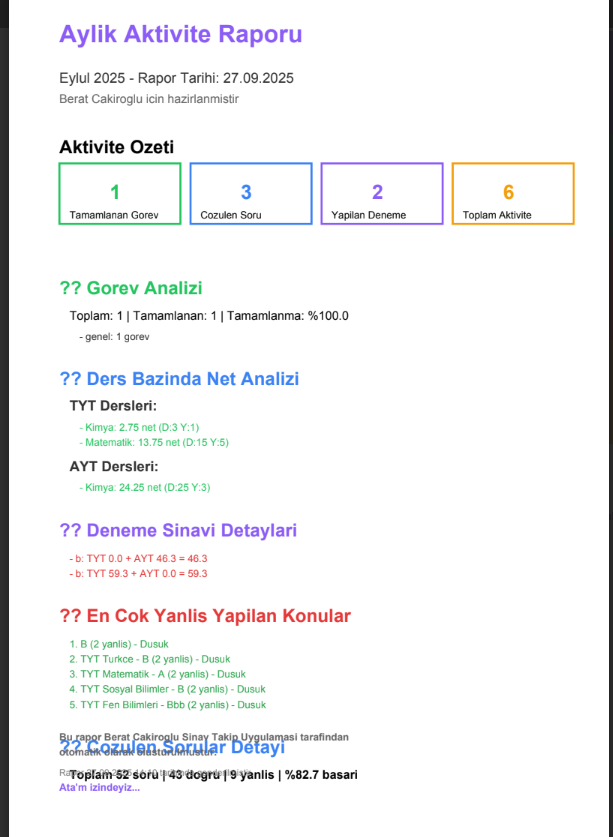 Aylik Aktivite Raporu
Eylul 2025 - Rapor Tarihi: 27.09.2025
Berat Cakiroglu icin hazirlanmistir
Aktivite Ozeti
1
Tamamlanan Gorev
3
Cozulen Soru
2
Yapilan Deneme
6
Toplam Aktivite
?? Gorev Analizi
Toplam: 1 | Tamamlanan: 1 | Tamamlanma: %100.0
- genel: 1 gorev
?? Ders Bazinda Net Analizi
TYT Dersleri:
- Kimya: 2.75 net (D:3 Y:1)
- Matematik: 13.75 net (D:15 Y:5)
AYT Dersleri:
- Kimya: 24.25 net (D:25 Y:3)
?? Deneme Sinavi Detaylari
- b: TYT 0.0 + AYT 46.3 = 46.3
- b: TYT 59.3 + AYT 0.0 = 59.3
?? En Cok Yanlis Yapilan Konular
1. B (2 yanlis) - Dusuk
2. TYT Turkce - B (2 yanlis) - Dusuk
3. TYT Matematik - A (2 yanlis) - Dusuk
4. TYT Sosyal Bilimler - B (2 yanlis) - Dusuk
5. TYT Fen Bilimleri - Bbb (2 yanlis) - Dusuk
Bu rapor Berat Cakiroglu Sinav Takip Uygulamasi tarafindan
?? Cozulen Sorular Detayi
otomatik olarak olusturulmustur.
Toplam 52 soru | 43 dogru | 9 yanlis | %82.7 basari
Ata'm izindeyiz...